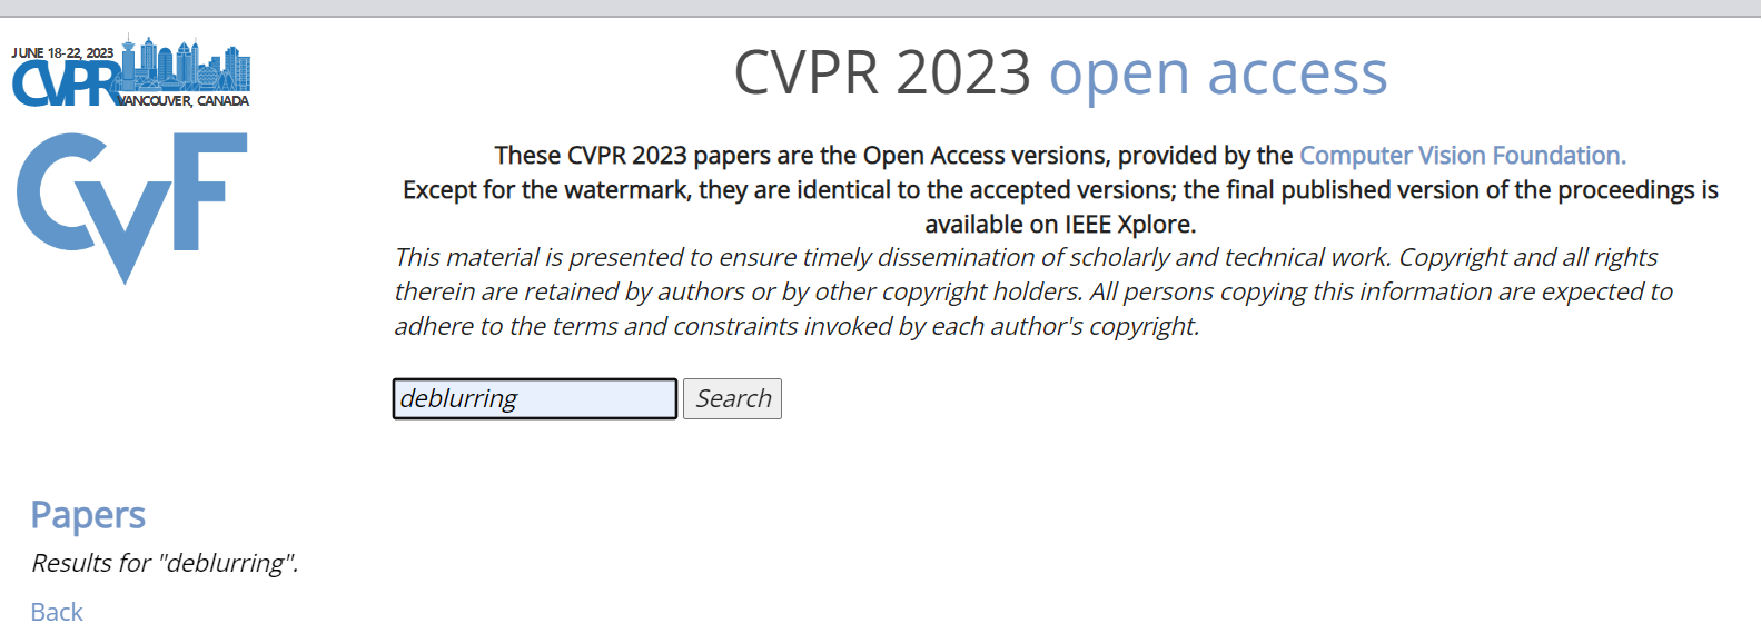 JUNE 18-22, 2023
CVPR
VANCOUVER, CANADA
CVF
CVPR 2023 open access
These CVPR 2023 papers are the Open Access versions, provided by the Computer Vision Foundation.
Except for the watermark, they are identical to the accepted versions; the final published version of the proceedings is
available on IEEE Xplore.
This material is presented to ensure timely dissemination of scholarly and technical work. Copyright and all rights
therein are retained by authors or by other copyright holders. All persons copying this information are expected to
adhere to the terms and constraints invoked by each author's copyright.
deblurring Search
Papers
Results for "deblurring".
Back